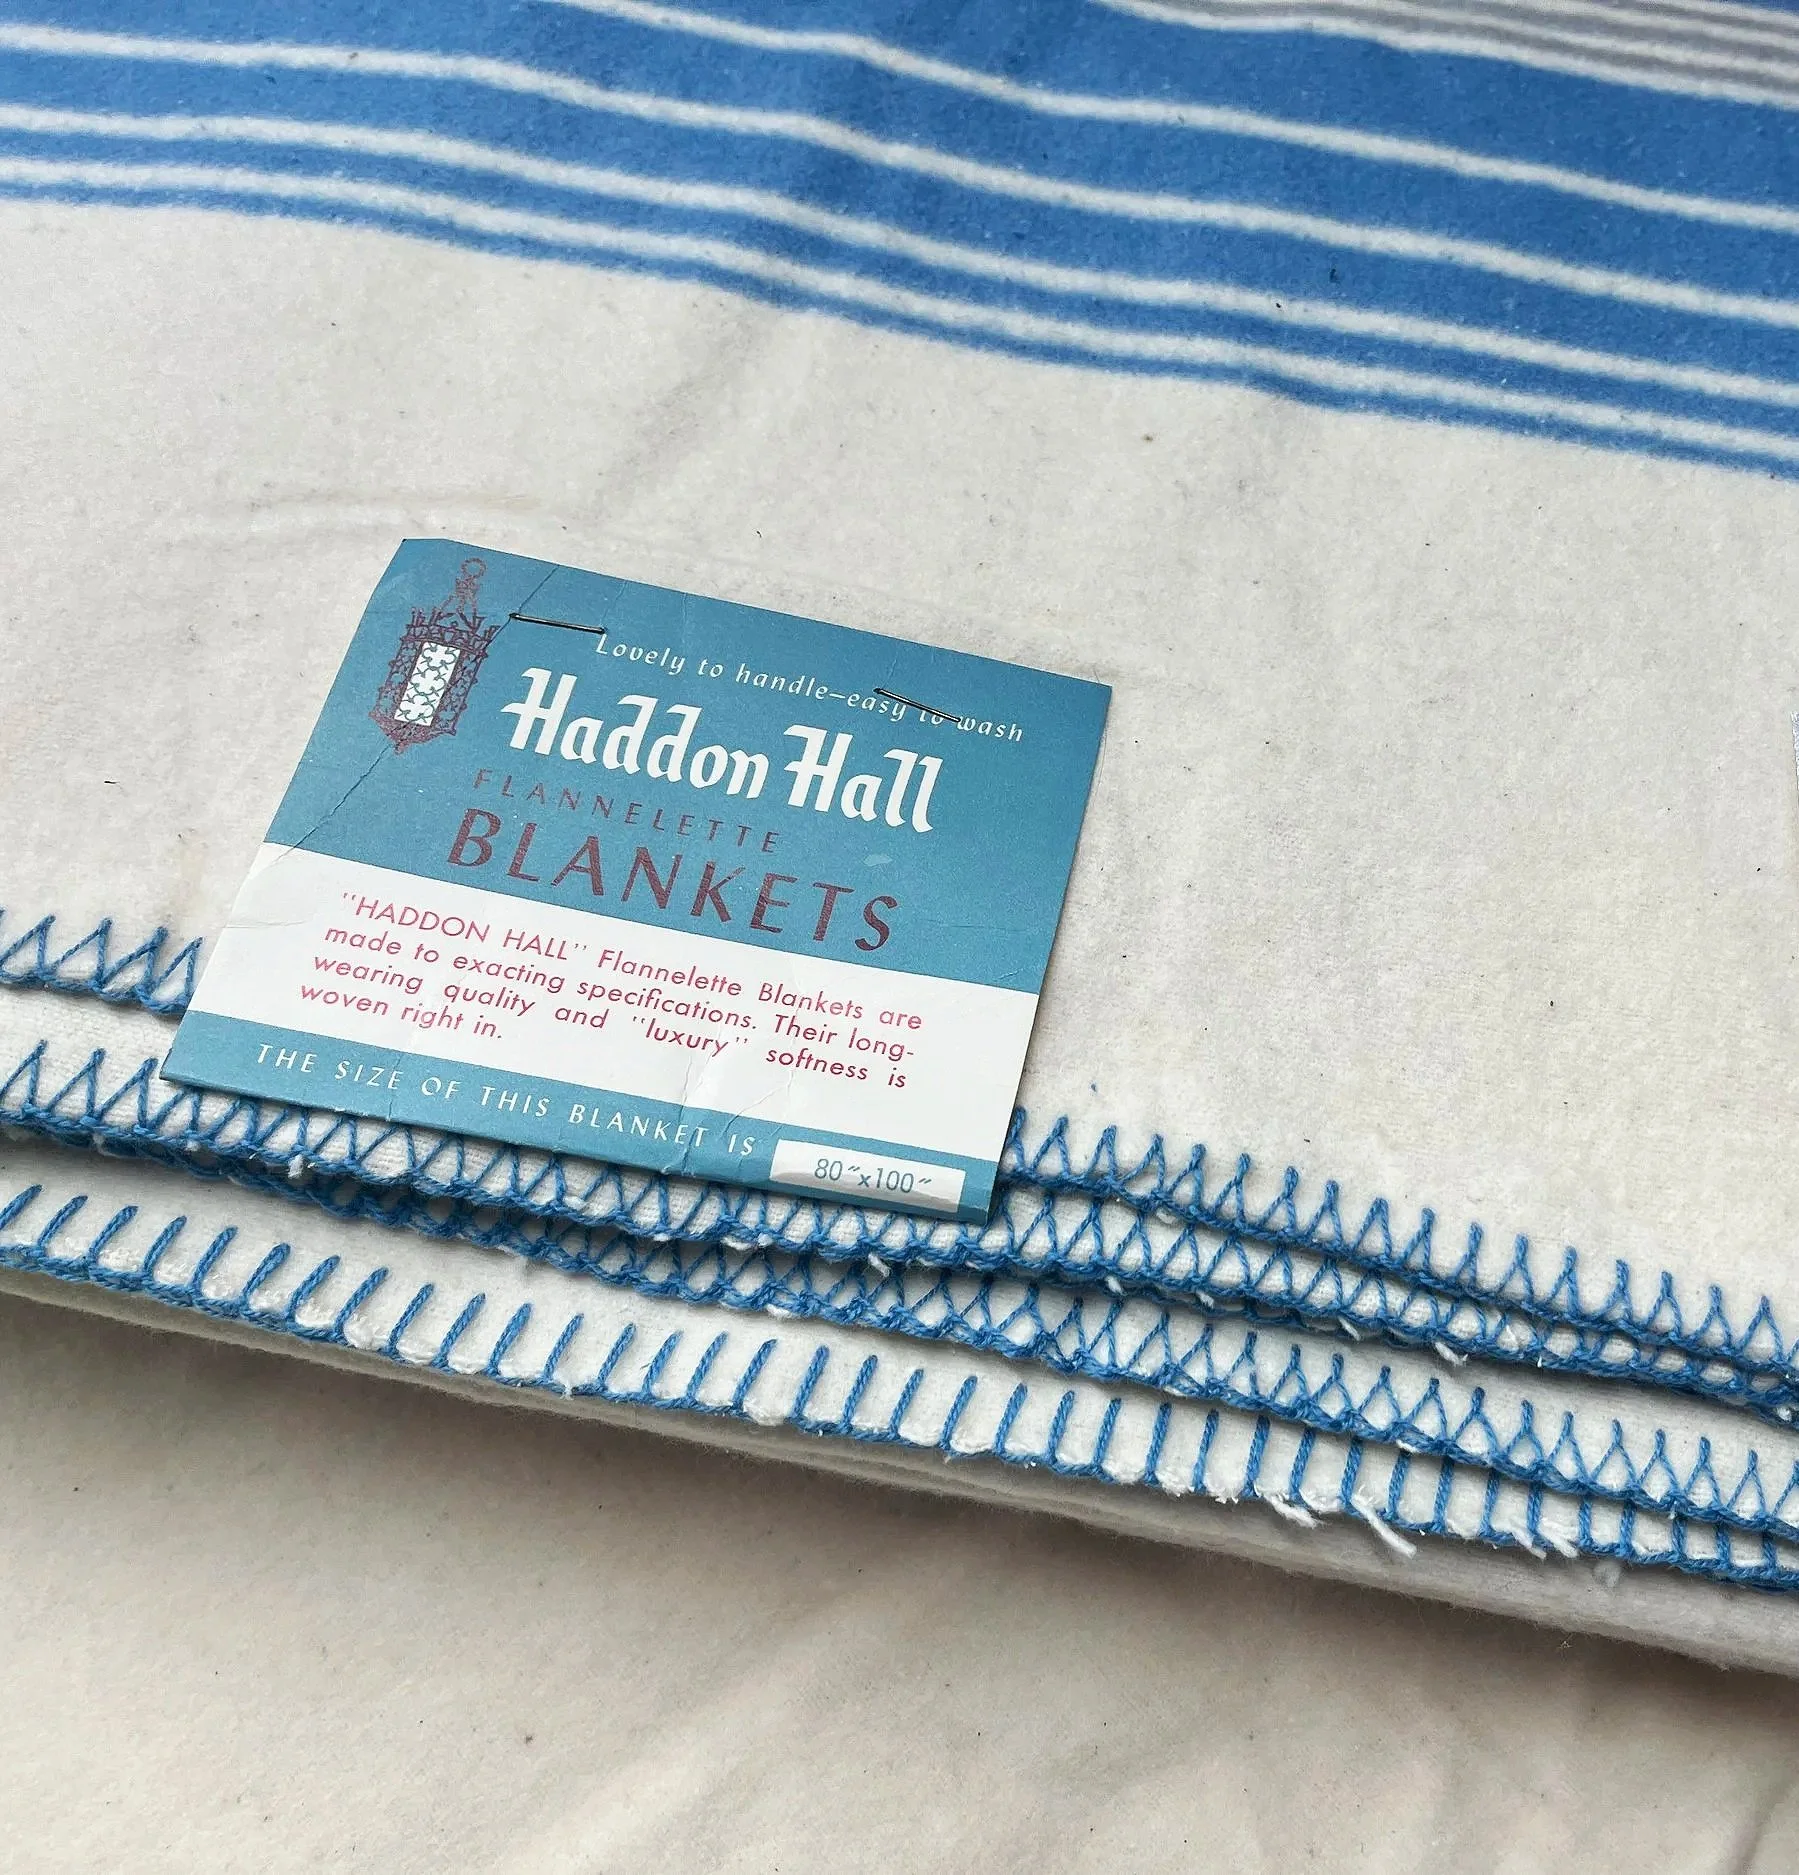 Lovely to handle–easy to wash
Haddon Hall
FLANNELETTE
BLANKETS
"HADDON HALL" Flannelette Blankets are
made to exacting specifications. Their long-
wearing quality and "luxury" softness is
woven right in.
THE SIZE OF THIS BLANKET IS 80"x100"